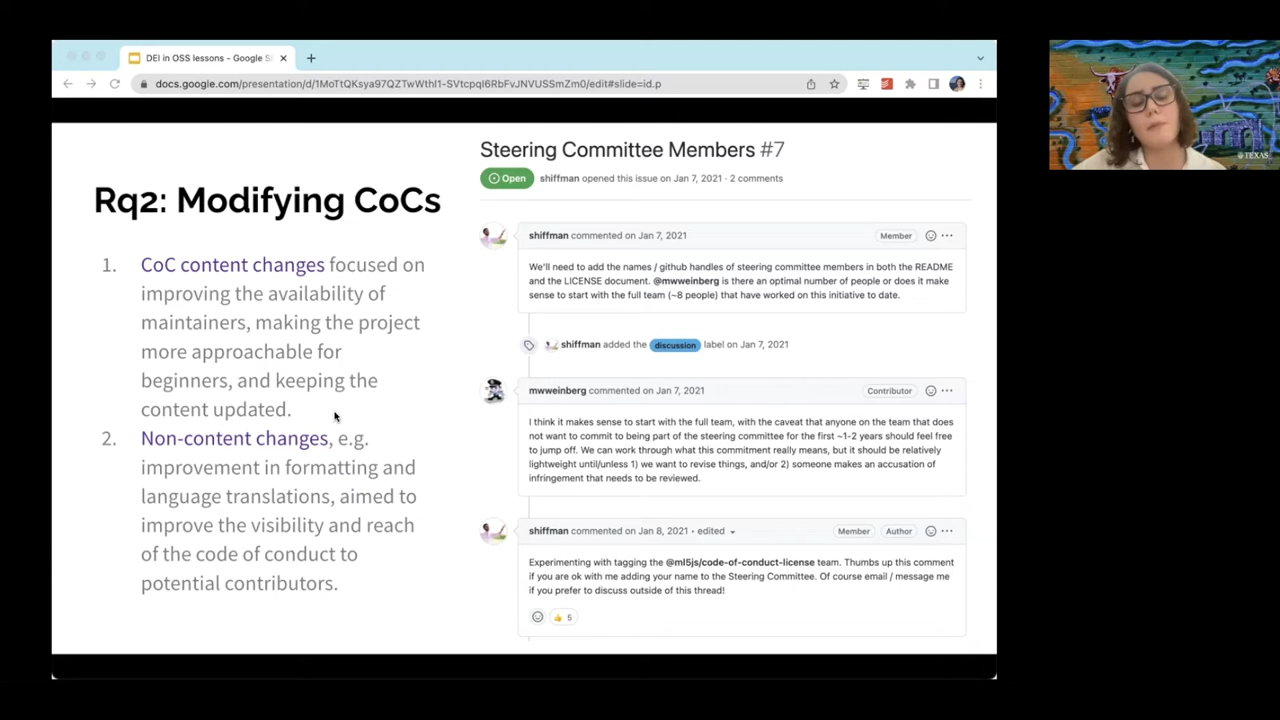 DEI in OSS lessons - Google S
docs.google.com/presentation/d/1MoTtQKsya97QZTwWthI1-SVtcpqI6RbFvJNVUSSmZm0/edit#slide=id.p
Rq2: Modifying CoCs
1. CoC content changes focused on
improving the availability of
maintainers, making the project
more approachable for
beginners, and keeping the
content updated.
2. Non-content changes, e.g.
improvement in formatting and
language translations, aimed to
improve the visibility and reach
of the code of conduct to
potential contributors.
Steering Committee Members #7
Open shiffman opened this issue on Jan 7, 2021 · 2 comments
shiffman commented on Jan 7, 2021 Member
We'll need to add the names / github handles of steering committee members in both the README
and the LICENSE document. @mwweinberg is there an optimal number of people or does it make
sense to start with the full team (~8 people) that have worked on this initiative to date.
shiffman added the discussion label on Jan 7, 2021
mwweinberg commented on Jan 7, 2021 Contributor
I think it makes sense to start with the full team, with the caveat that anyone on the team that does
not want to commit to being part of the steering committee for the first ~1-2 years should feel free
to jump off. We can work through what this commitment really means, but it should be relatively
lightweight until/unless 1) we want to revise things, and/or 2) someone makes an accusation of
infringement that needs to be reviewed.
shiffman commented on Jan 8, 2021 · edited Member Author
Experimenting with tagging the @ml5js/code-of-conduct-license team. Thumbs up this comment
if you are ok with me adding your name to the Steering Committee. Of course email / message me
if you prefer to discuss outside of this thread!
5
TEXAS